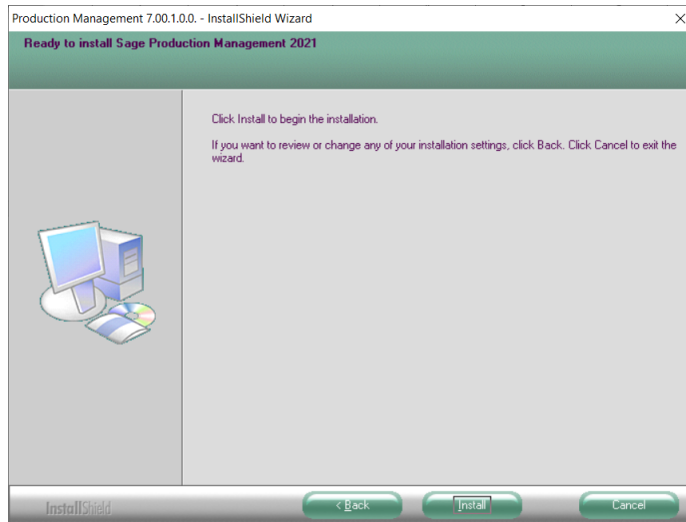 Production Management 7.00.1.0.0. - InstallShield Wizard
Ready to install Sage Production Management 2021
Click Install to begin the installation.
If you want to review or change any of your installation settings, click Back. Click Cancel to exit the
wizard.
InstallShield
< Back
Install
Cancel